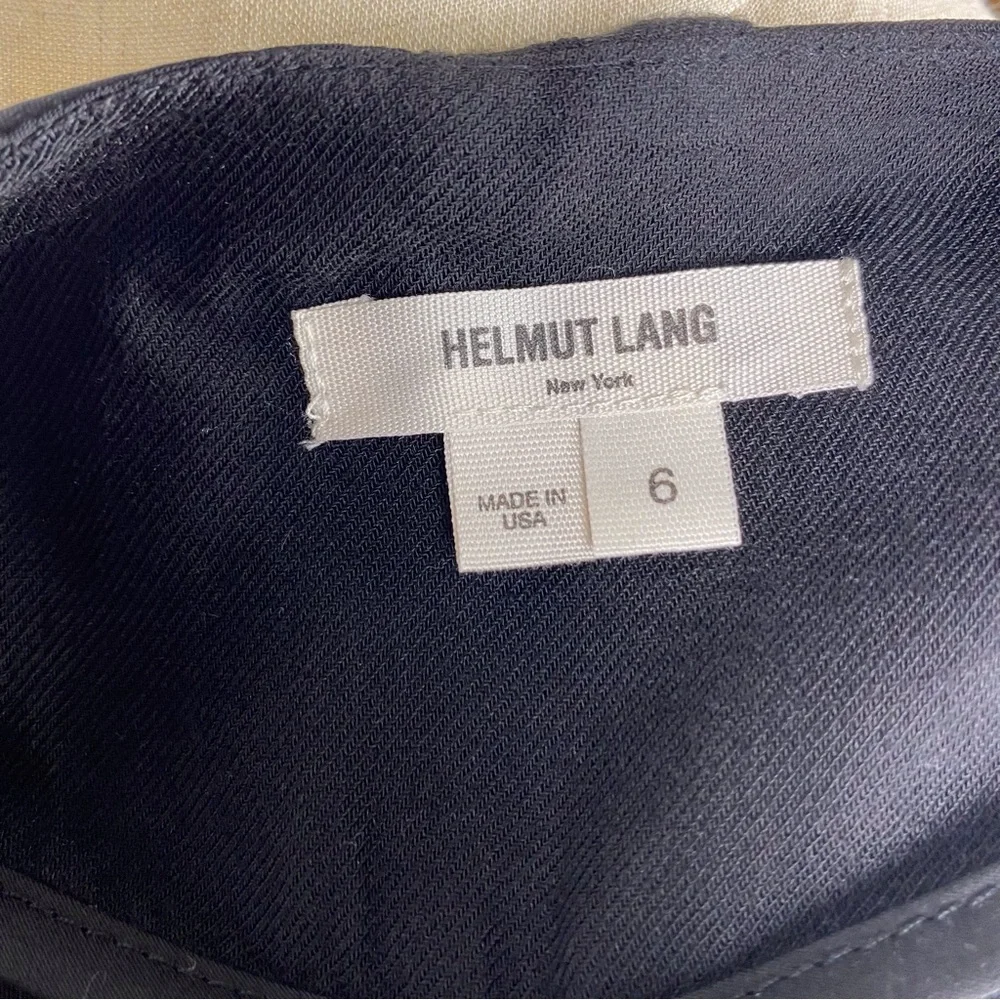 HELMUT LANG
New York
MADE IN
USA
6